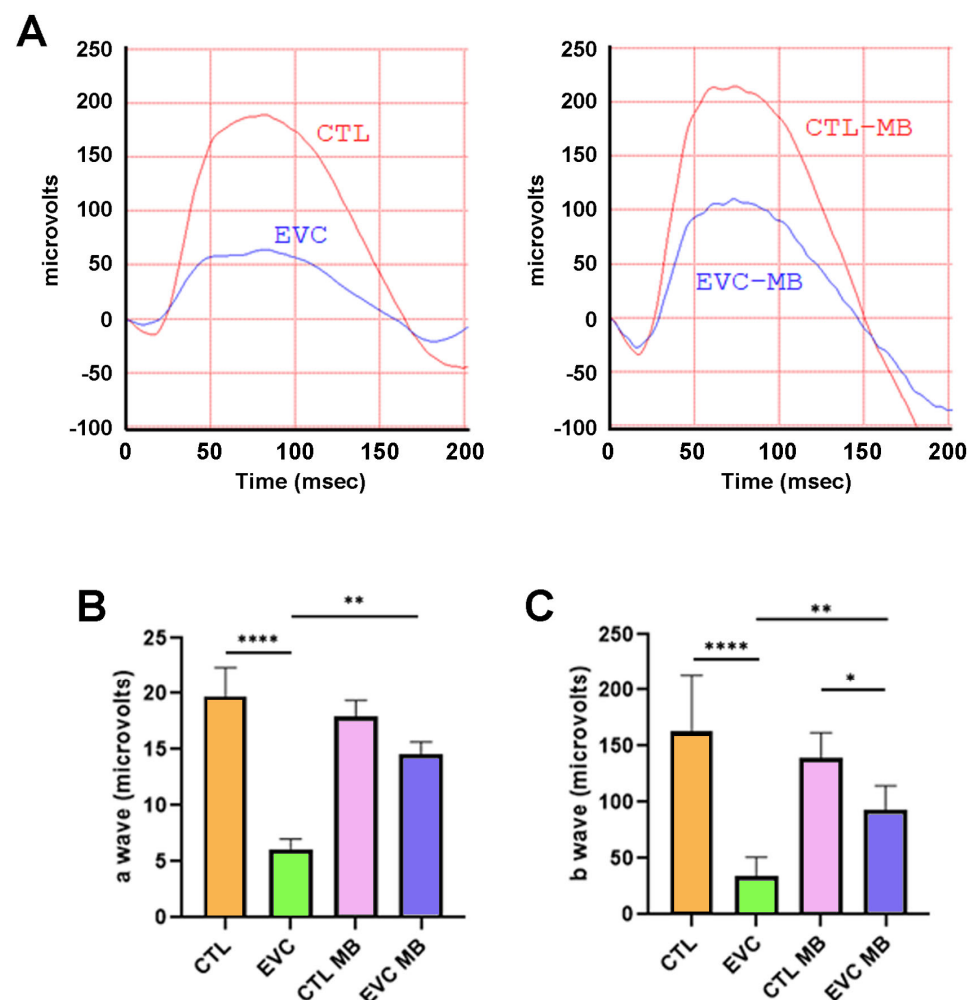 A
microvolts
250
200
150
100
50
0
-50
-100
CTL
EVC
0 50 100 150 200
Time (msec)
microvolts
250
200
150
100
50
0
-50
-100
CTL-MB
EVC-MB
0 50 100 150 200
Time (msec)
B
a wave (microvolts)
25
20
15
10
5
0
**
****
CTL EVC CTL MB EVC MB
C
b wave (microvolts)
250
200
150
100
50
0
**
****
*
CTL EVC CTL MB EVC MB